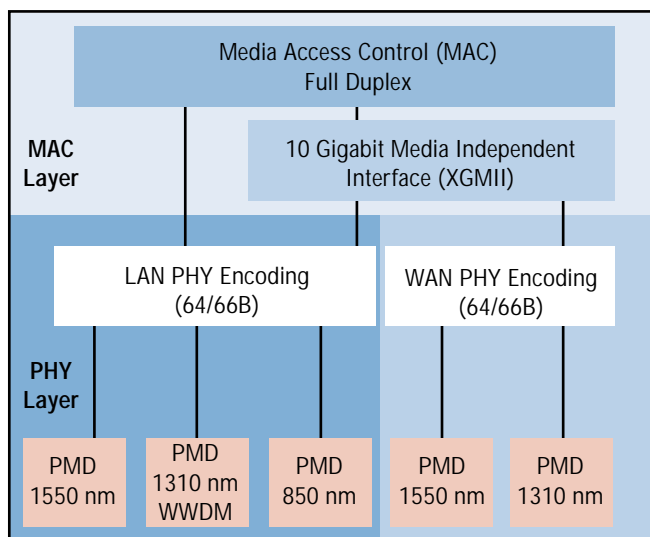 Media Access Control (MAC)
Full Duplex
MAC
Layer
10 Gigabit Media Independent
Interface (XGMII)
LAN PHY Encoding
(64/66B)
WAN PHY Encoding
(64/66B)
PHY
Layer
PMD
1550 nm
PMD
1310 nm
WWDM
PMD
850 nm
PMD
1550 nm
PMD
1310 nm